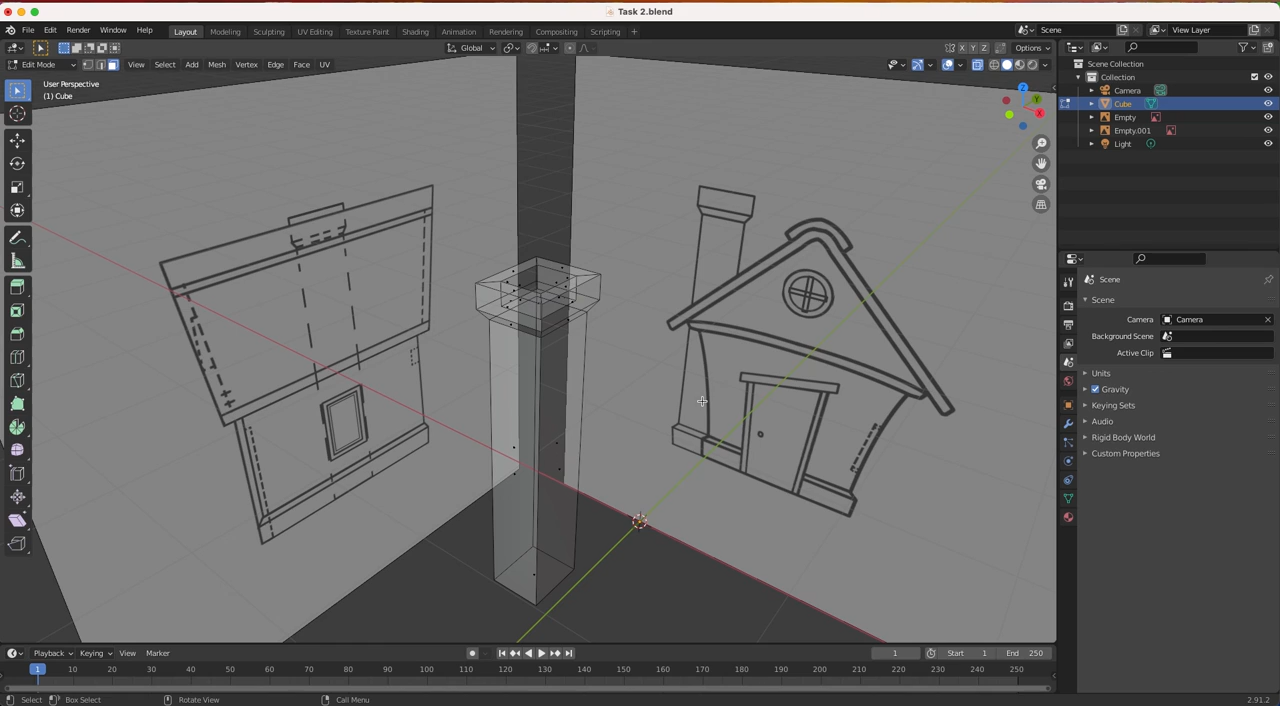 Task 2.blend
File Edit Render Window Help Layout Modeling Sculpting UV Editing Texture Paint Shading Animation Rendering Compositing Scripting + Scene View Layer
Global X Y Z Options
Edit Mode View Select Add Mesh Vertex Edge Face UV
User Perspective
(1) Cube
Z
Y
X
Scene Collection
Collection
Camera
Cube
Empty
Empty.001
Light
Scene
Scene
Camera Camera
Background Scene
Active Clip
Units
Gravity
Keying Sets
Audio
Rigid Body World
Custom Properties
Playback Keying View Marker 1 Start 1 End 250
1 10 20 30 40 50 60 70 80 90 100 110 120 130 140 150 160 170 180 190 200 210 220 230 240 250
Select Box Select Rotate View Call Menu 2.91.2